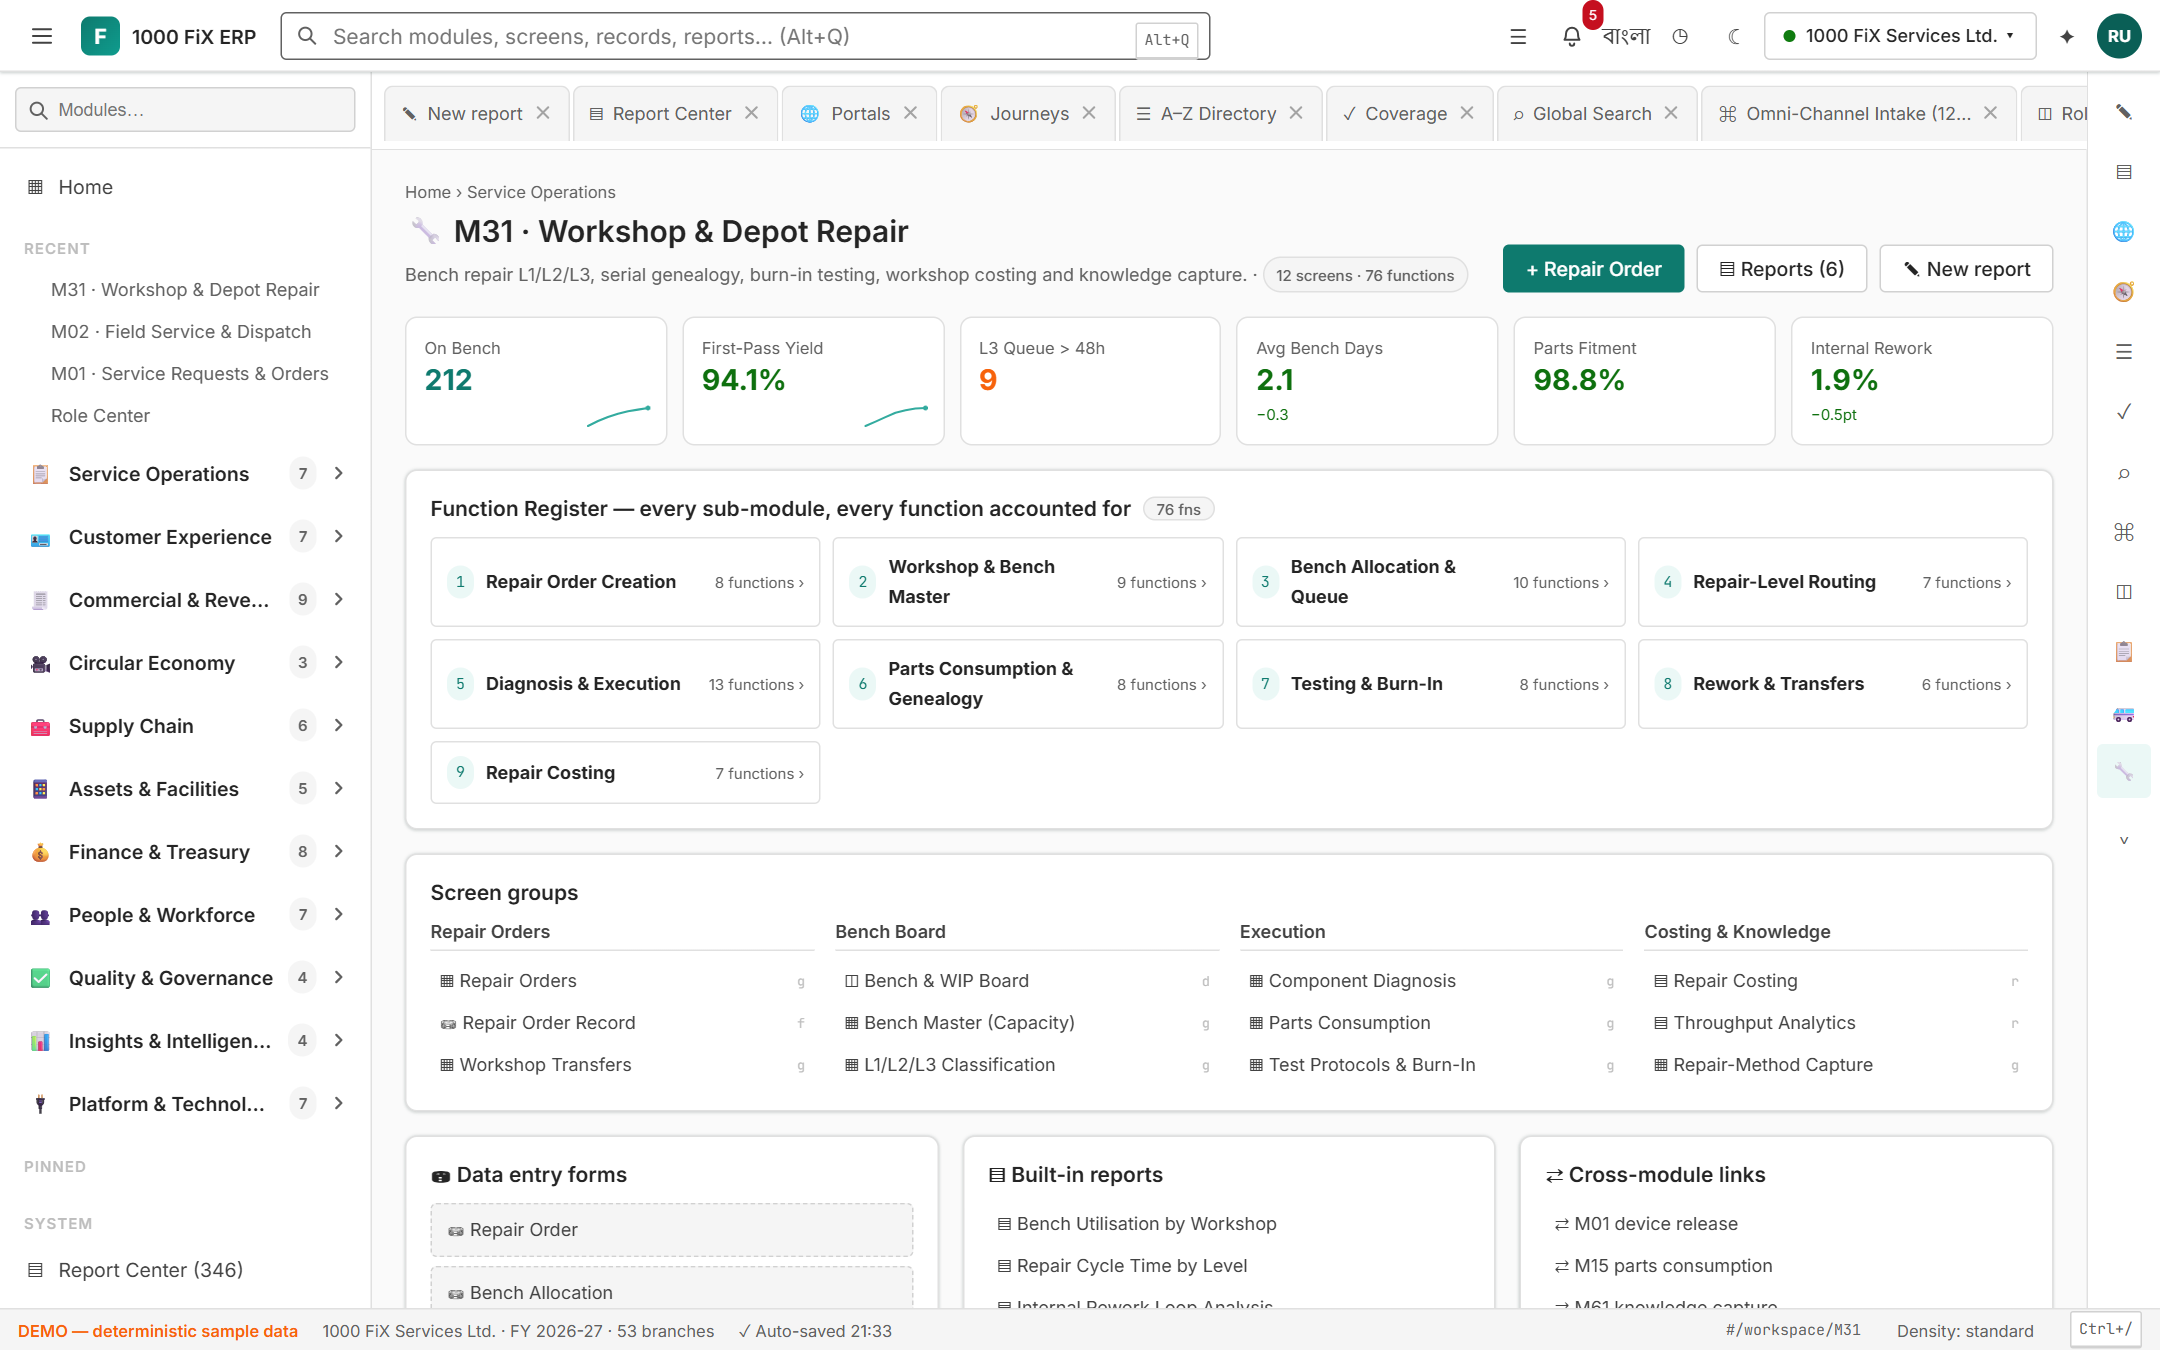 F 1000 FiX ERP
Search modules, screens, records, reports... (Alt+Q)
Alt+Q
5
বাংলা
1000 FiX Services Ltd.
RU
Modules...
Home
RECENT
M31 · Workshop & Depot Repair
M02 · Field Service & Dispatch
M01 · Service Requests & Orders
Role Center
Service Operations 7
Customer Experience 7
Commercial & Reve... 9
Circular Economy 3
Supply Chain 6
Assets & Facilities 5
Finance & Treasury 8
People & Workforce 7
Quality & Governance 4
Insights & Intelligen... 4
Platform & Technol... 7
PINNED
SYSTEM
Report Center (346)
New report
Report Center
Portals
Journeys
A–Z Directory
Coverage
Global Search
Omni-Channel Intake (12...
Rol
Home › Service Operations
M31 · Workshop & Depot Repair
Bench repair L1/L2/L3, serial genealogy, burn-in testing, workshop costing and knowledge capture. · 12 screens · 76 functions
+ Repair Order
Reports (6)
New report
On Bench
212
First-Pass Yield
94.1%
L3 Queue > 48h
9
Avg Bench Days
2.1
−0.3
Parts Fitment
98.8%
Internal Rework
1.9%
−0.5pt
Function Register — every sub-module, every function accounted for 76 fns
1 Repair Order Creation 8 functions ›
2 Workshop & Bench Master 9 functions ›
3 Bench Allocation & Queue 10 functions ›
4 Repair-Level Routing 7 functions ›
5 Diagnosis & Execution 13 functions ›
6 Parts Consumption & Genealogy 8 functions ›
7 Testing & Burn-In 8 functions ›
8 Rework & Transfers 6 functions ›
9 Repair Costing 7 functions ›
Screen groups
Repair Orders
Repair Orders g
Repair Order Record f
Workshop Transfers g
Bench Board
Bench & WIP Board d
Bench Master (Capacity) g
L1/L2/L3 Classification g
Execution
Component Diagnosis g
Parts Consumption g
Test Protocols & Burn-In g
Costing & Knowledge
Repair Costing r
Throughput Analytics r
Repair-Method Capture g
Data entry forms
Repair Order
Bench Allocation
Built-in reports
Bench Utilisation by Workshop
Repair Cycle Time by Level
Internal Rework Loop Analysis
Cross-module links
M01 device release
M15 parts consumption
M61 knowledge capture
DEMO — deterministic sample data
1000 FiX Services Ltd. · FY 2026-27 · 53 branches
✓ Auto-saved 21:33
#/workspace/M31
Density: standard
Ctrl+/